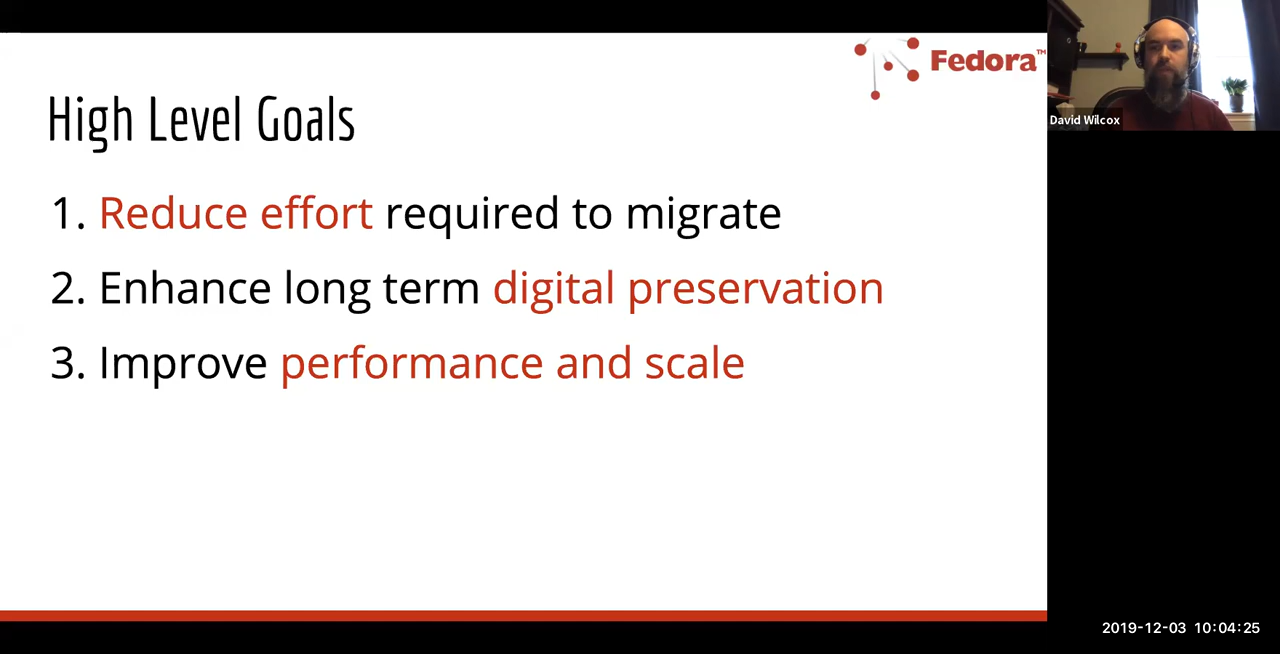 Fedora™
High Level Goals
1. Reduce effort required to migrate
2. Enhance long term digital preservation
3. Improve performance and scale
David Wilcox
2019-12-03 10:04:25